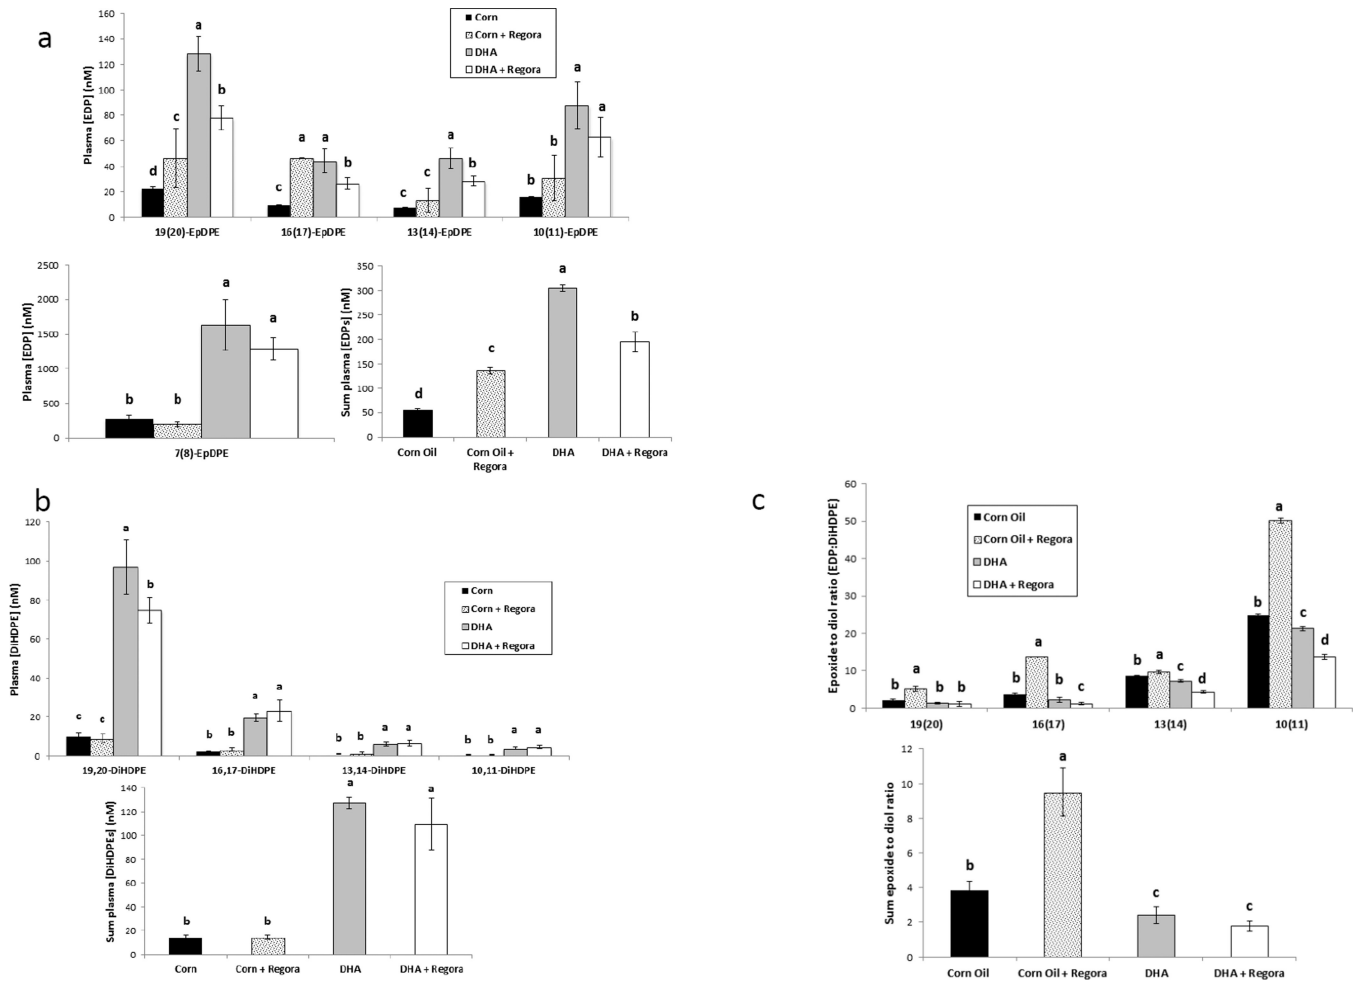 a
Plasma [EDP] (nM)
160
140
120
100
80
60
40
20
0
Corn
Corn + Regora
DHA
DHA + Regora
d
c
a
b
c
a
a
b
c
c
a
b
b
b
a
a
19(20)-EpDPE
16(17)-EpDPE
13(14)-EpDPE
10(11)-EpDPE
Plasma [EDP] (nM)
2500
2000
1500
1000
500
0
b
b
a
a
7(8)-EpDPE
Sum plasma [EDPs] (nM)
350
300
250
200
150
100
50
0
d
c
a
b
Corn Oil
Corn Oil +
Regora
DHA
DHA + Regora
b
Plasma [DiHDPE] (nM)
120
100
80
60
40
20
0
Corn
Corn + Regora
DHA
DHA + Regora
c
c
a
b
b
b
a
a
b
b
a
a
b
b
a
a
19,20-DiHDPE
16,17-DiHDPE
13,14-DiHDPE
10,11-DiHDPE
Sum plasma [DiHDPEs] (nM)
140
120
100
80
60
40
20
0
b
b
a
a
Corn
Corn + Regora
DHA
DHA + Regora
c
Epoxide to diol ratio (EDP:DiHDPE)
60
50
40
30
20
10
0
Corn Oil
Corn Oil + Regora
DHA
DHA + Regora
b
a
b
b
b
a
b
c
b
a
c
d
b
a
c
d
19(20)
16(17)
13(14)
10(11)
Sum epoxide to diol ratio
12
10
8
6
4
2
0
b
a
c
c
Corn Oil
Corn Oil + Regora
DHA
DHA + Regora